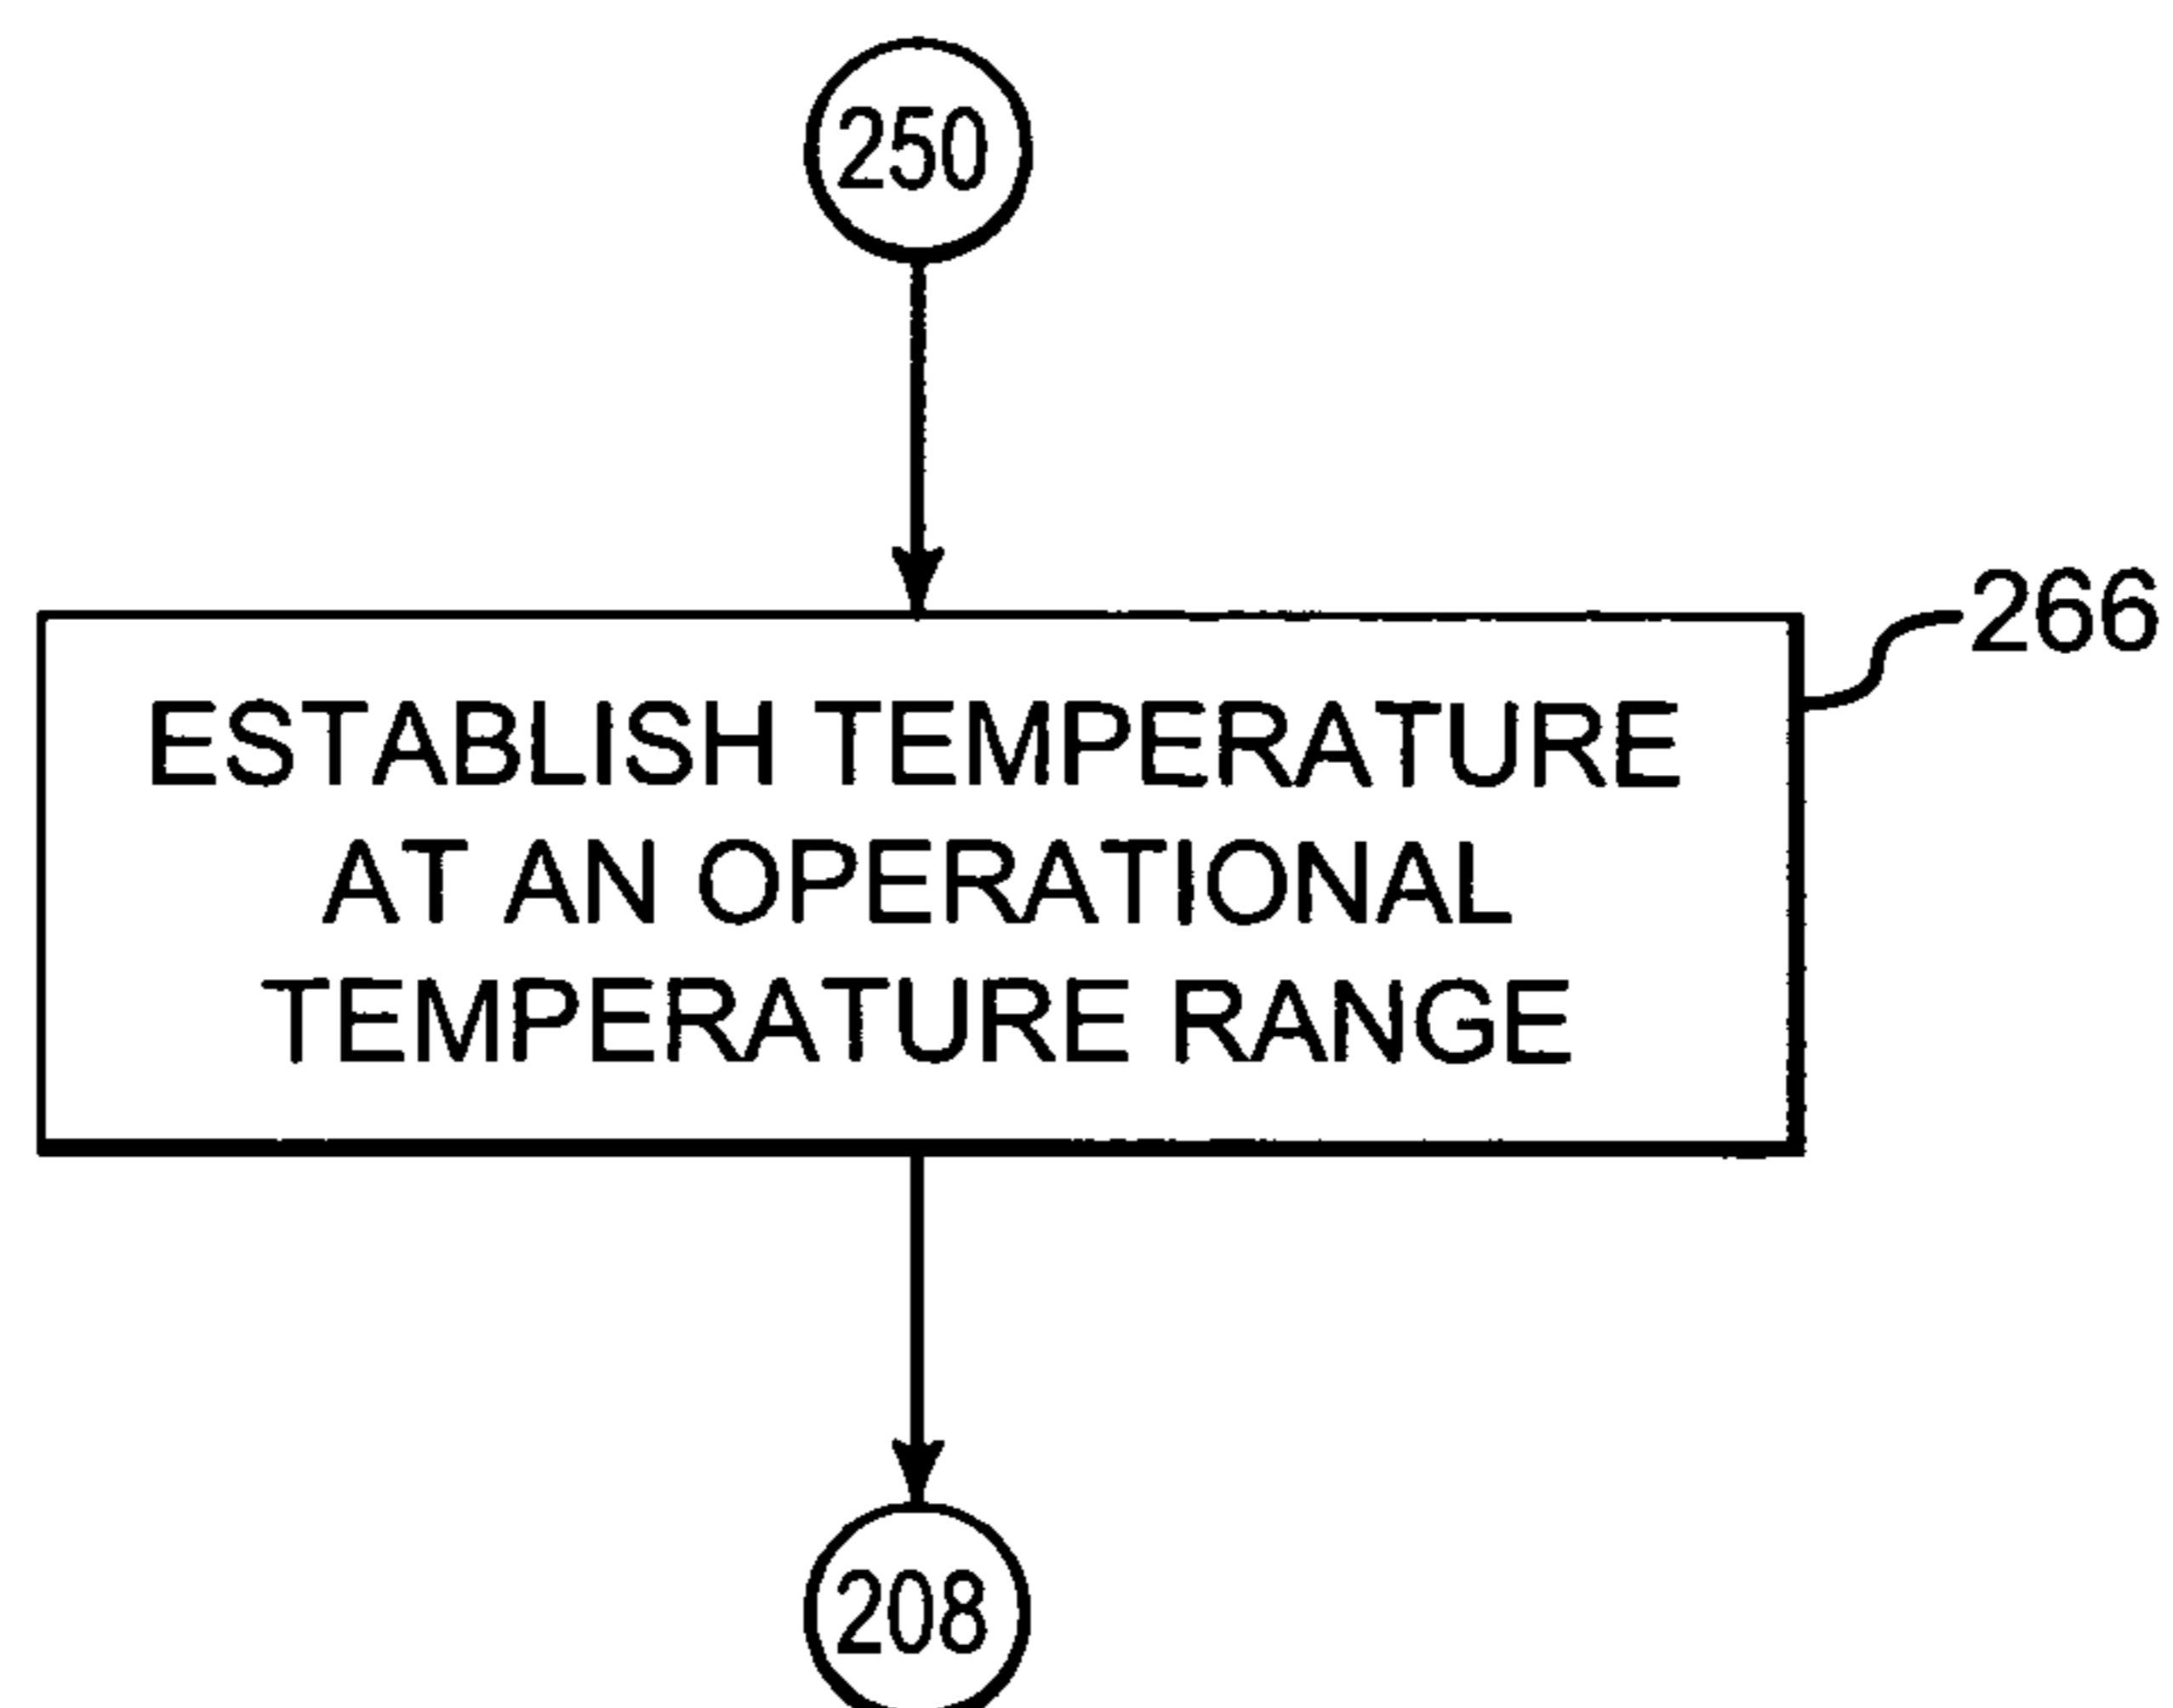 250
266
ESTABLISH TEMPERATURE
AT AN OPERATIONAL
TEMPERATURE RANGE
208